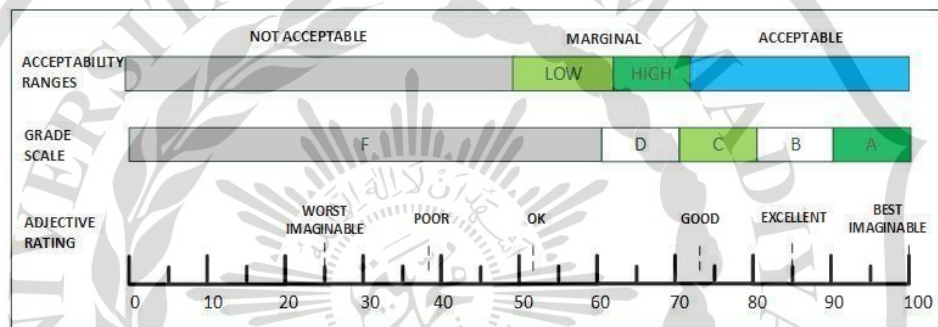 NOT ACCEPTABLE MARGINAL ACCEPTABLE
ACCEPTABILITY
RANGES
LOW HIGH
GRADE
SCALE
F D C B A
ADJECTIVE
RATING
WORST
IMAGINABLE
POOR OK GOOD EXCELLENT
BEST
IMAGINABLE
0 10 20 30 40 50 60 70 80 90 100